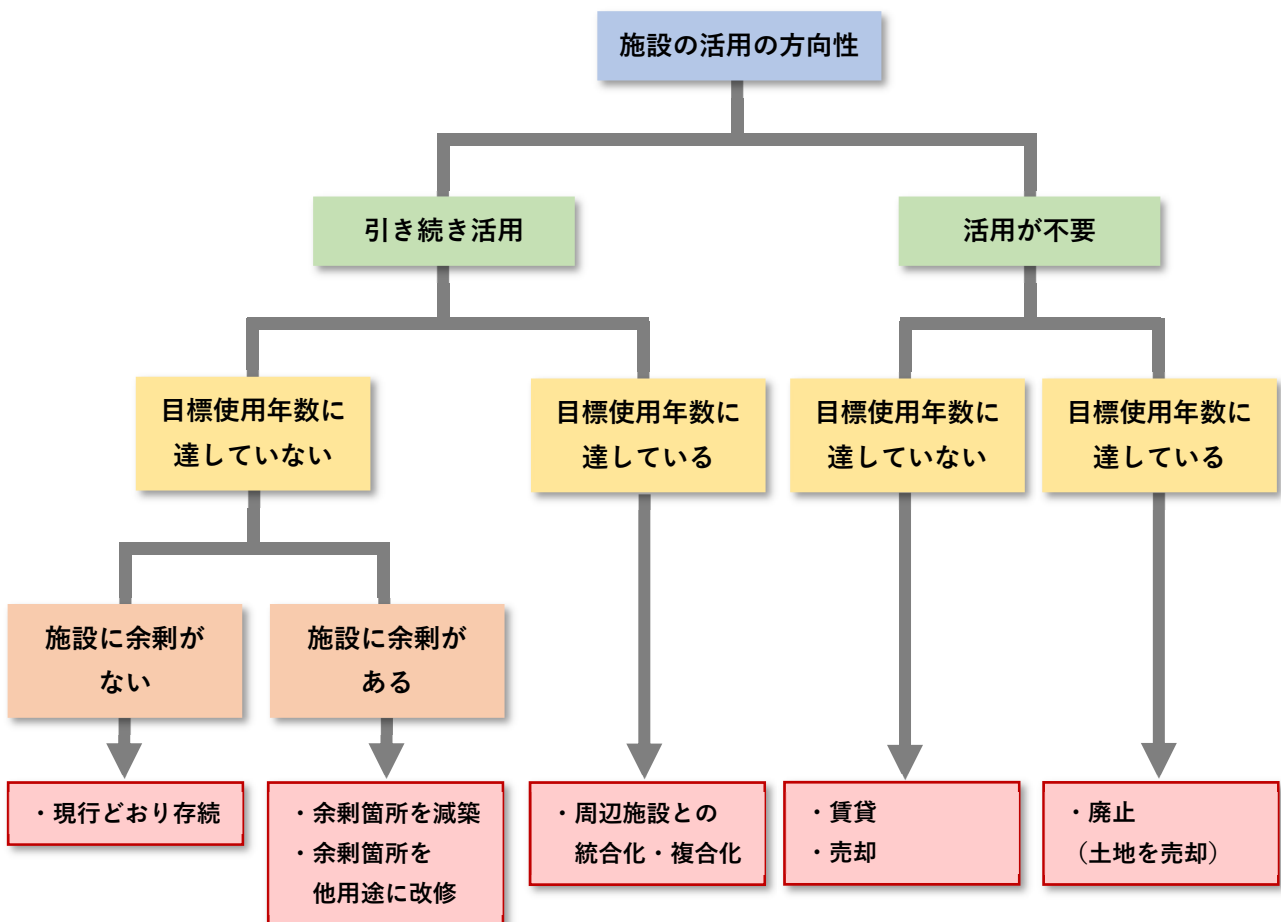 施設の活用の方向性
引き続き活用
活用が不要
目標使用年数に
達していない
目標使用年数に
達している
目標使用年数に
達していない
目標使用年数に
達している
施設に余剰が
ない
施設に余剰が
ある
・現行どおり存続
・余剰箇所を減築
・余剰箇所を
他用途に改修
・周辺施設との
統合化・複合化
・賃貸
・売却
・廃止
（土地を売却）